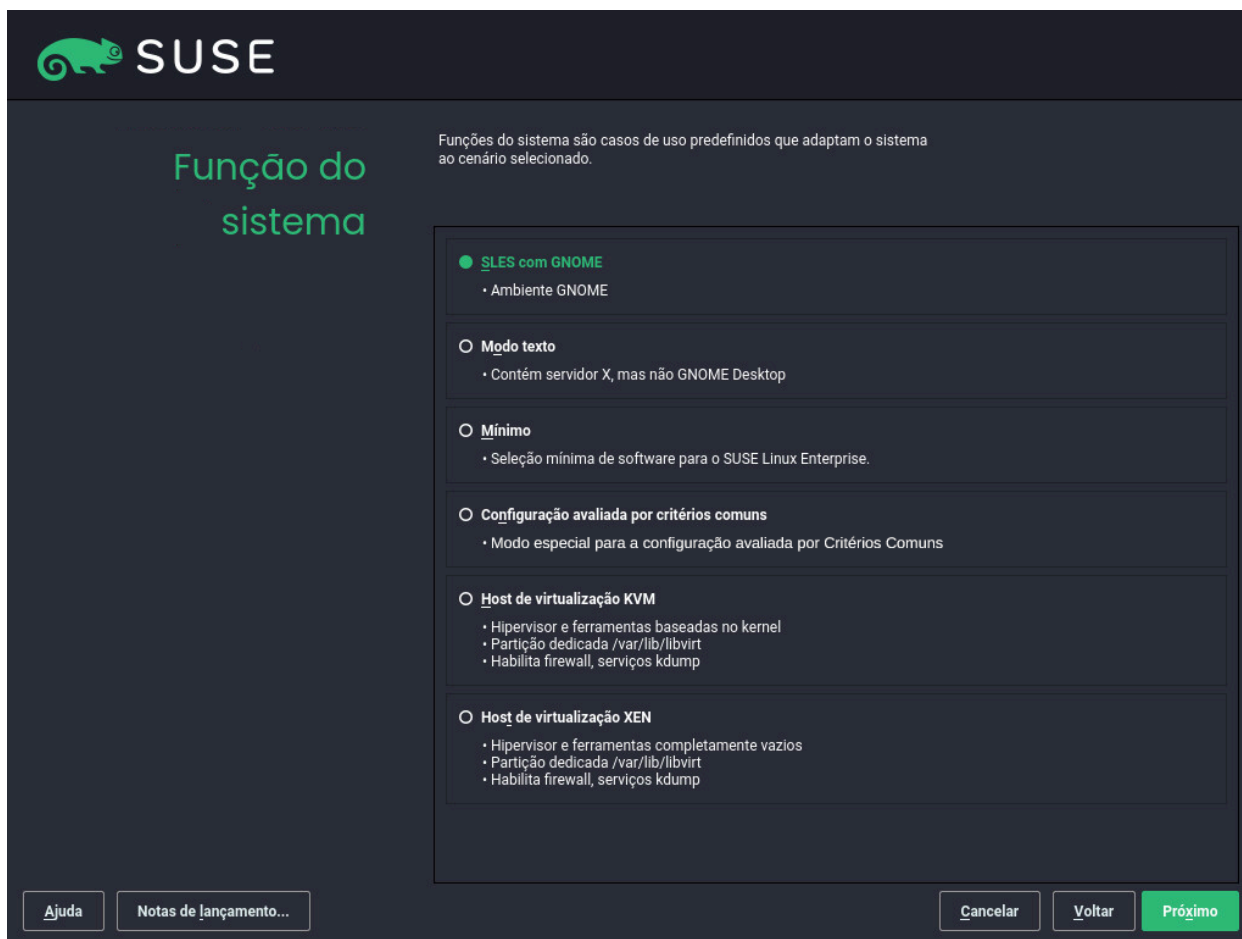 SUSE
Função do
sistema
Funções do sistema são casos de uso predefinidos que adaptam o sistema
ao cenário selecionado.
SLES com GNOME
• Ambiente GNOME
Modo texto
• Contém servidor X, mas não GNOME Desktop
Mínimo
• Seleção mínima de software para o SUSE Linux Enterprise.
Configuração avaliada por critérios comuns
• Modo especial para a configuração avaliada por Critérios Comuns
Host de virtualização KVM
• Hipervisor e ferramentas baseadas no kernel
• Partição dedicada /var/lib/libvirt
• Habilita firewall, serviços kdump
Host de virtualização XEN
• Hipervisor e ferramentas completamente vazios
• Partição dedicada /var/lib/libvirt
• Habilita firewall, serviços kdump
Ajuda
Notas de lançamento...
Cancelar
Voltar
Próximo